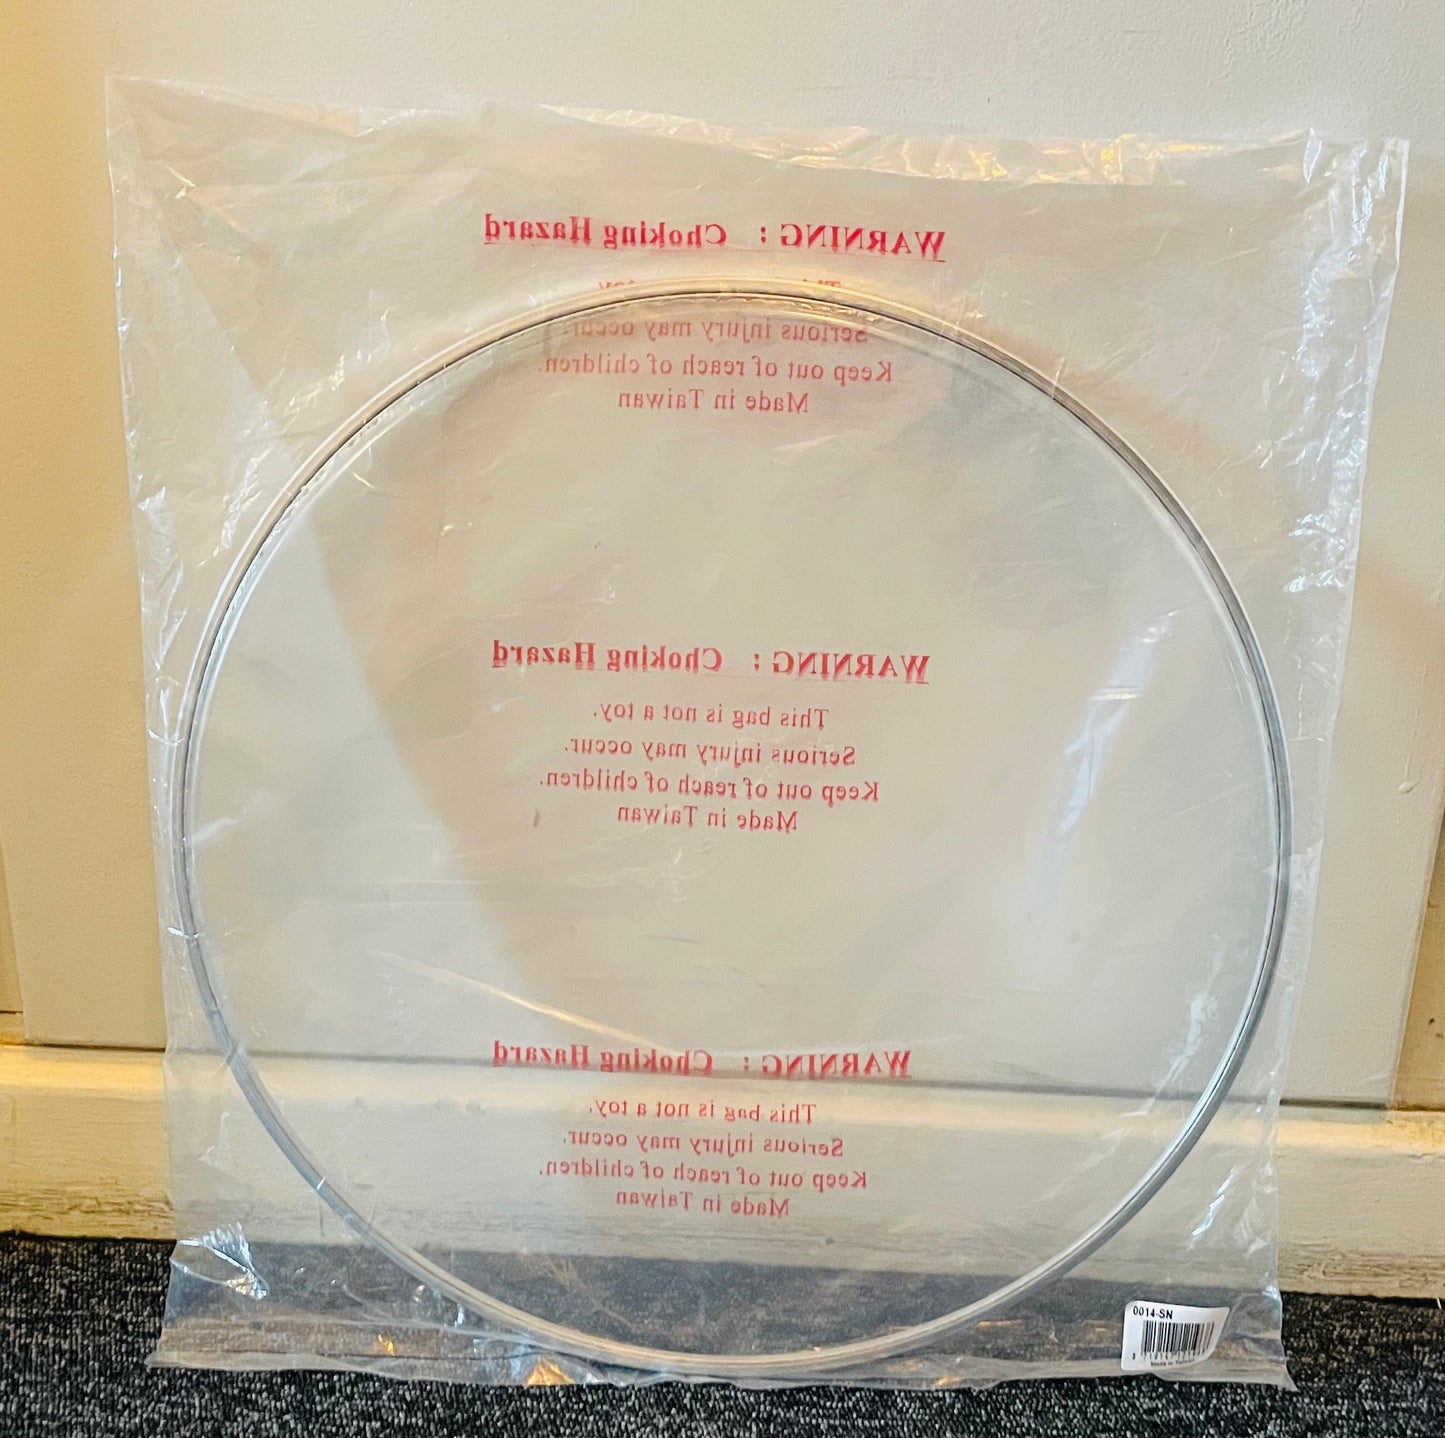 WARNING : Choking Hazard
Serious injury may occur.
Keep out of reach of children.
Made in Taiwan
WARNING : Choking Hazard
This bag is not a toy.
Serious injury may occur.
Keep out of reach of children.
Made in Taiwan
WARNING : Choking Hazard
This bag is not a toy.
Serious injury may occur.
Keep out of reach of children.
Made in Taiwan
0014-SN
Made in Taiwan